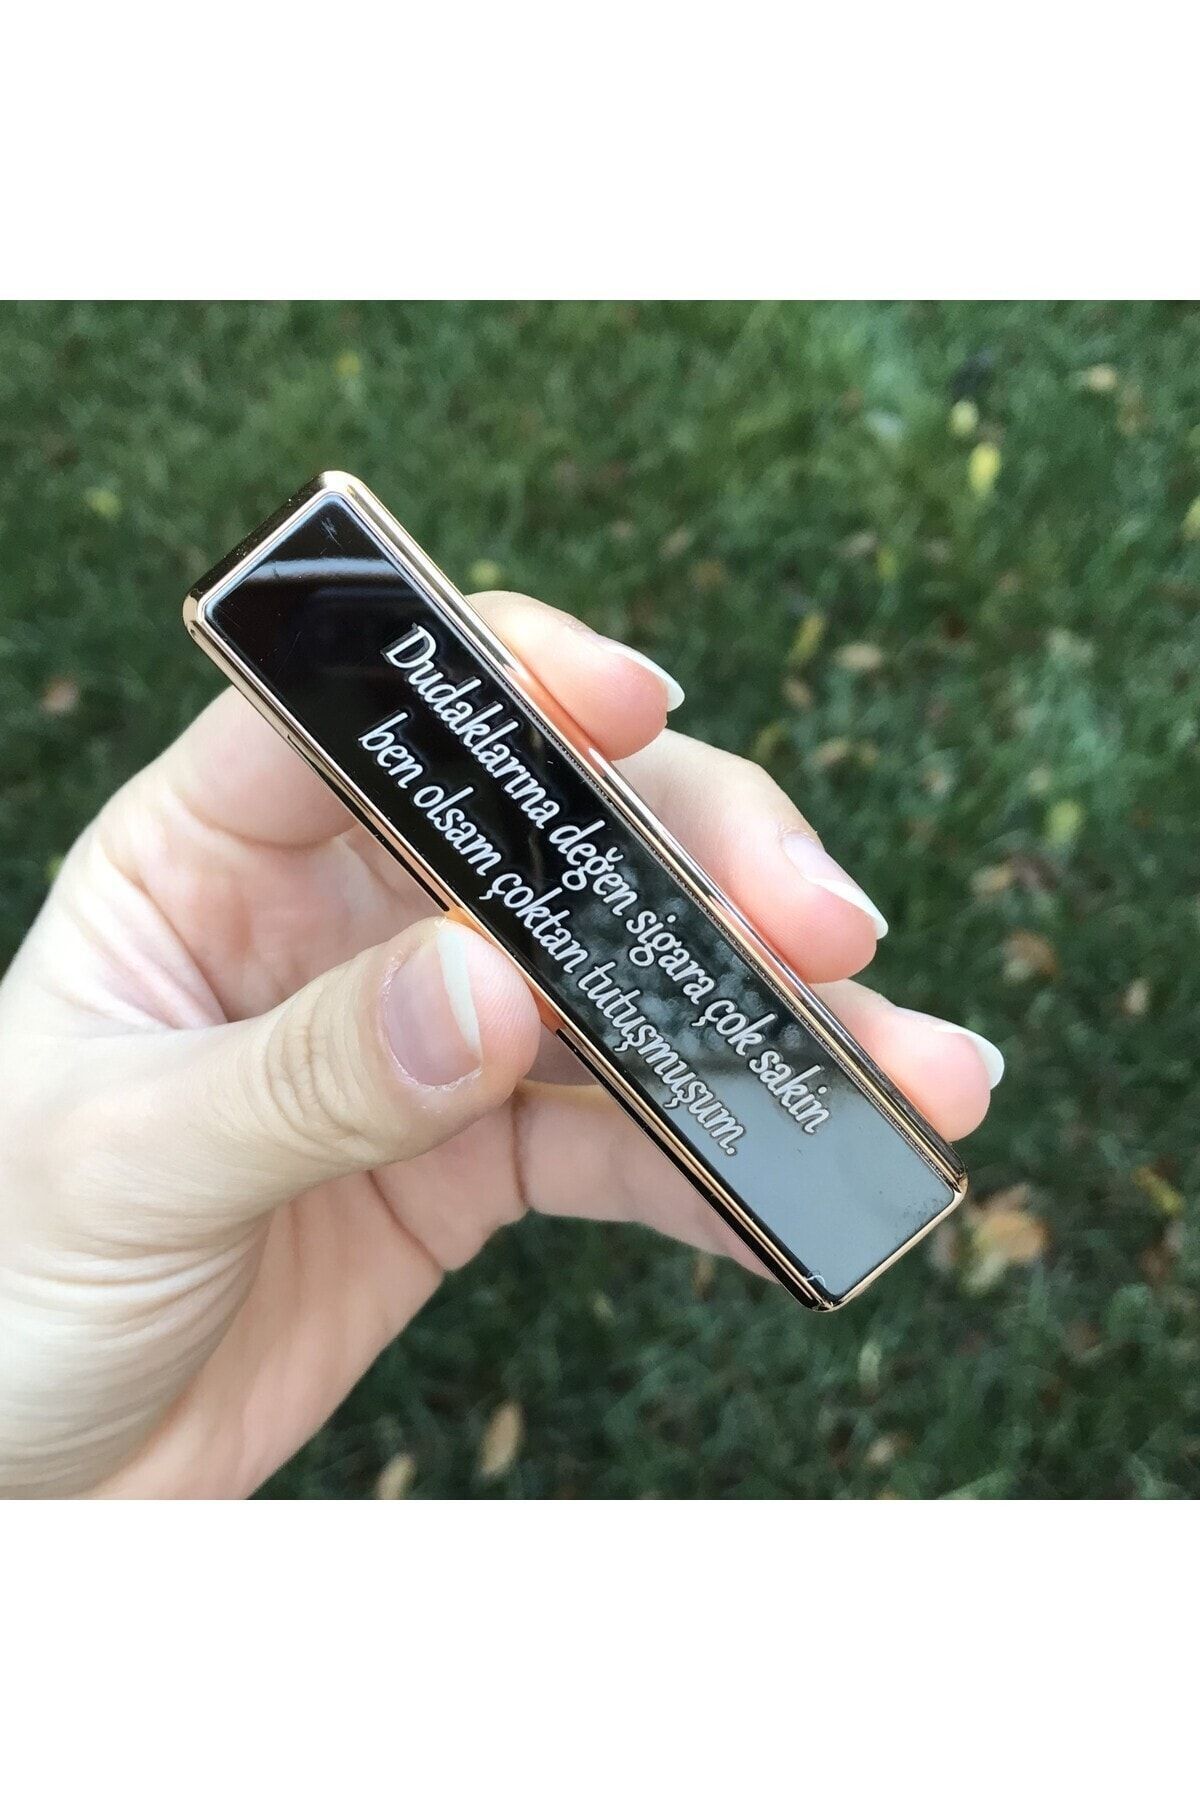 Dudaklarına değen sigara çok sakin
ben olsam çoktan tutuşmuşum.